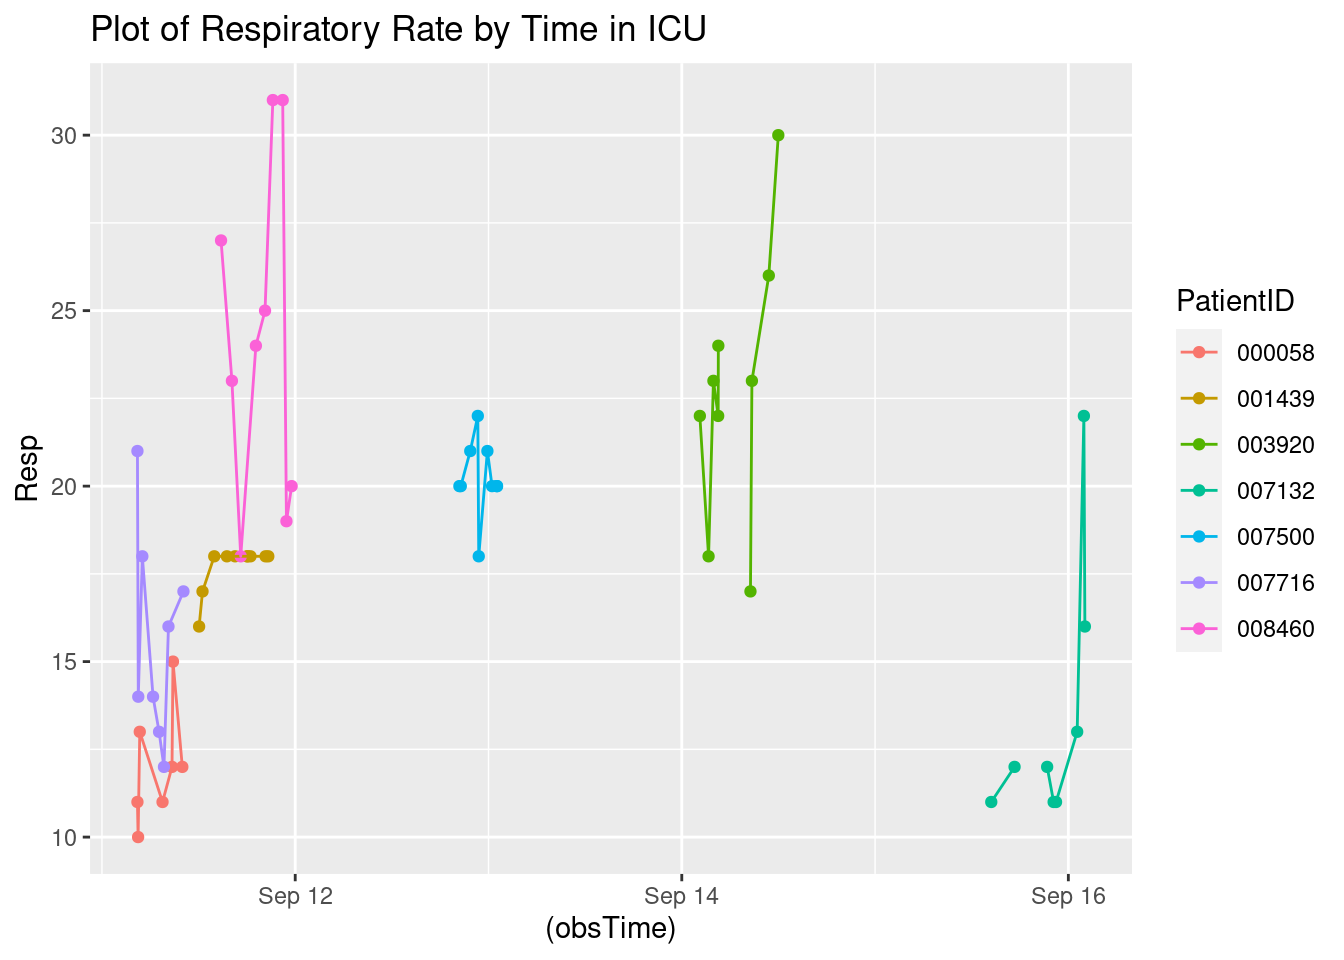 Plot of Respiratory Rate by Time in ICU
Resp
30
25
20
15
10
Sep 12
Sep 14
Sep 16
(obsTime)
PatientID
000058
001439
003920
007132
007500
007716
008460